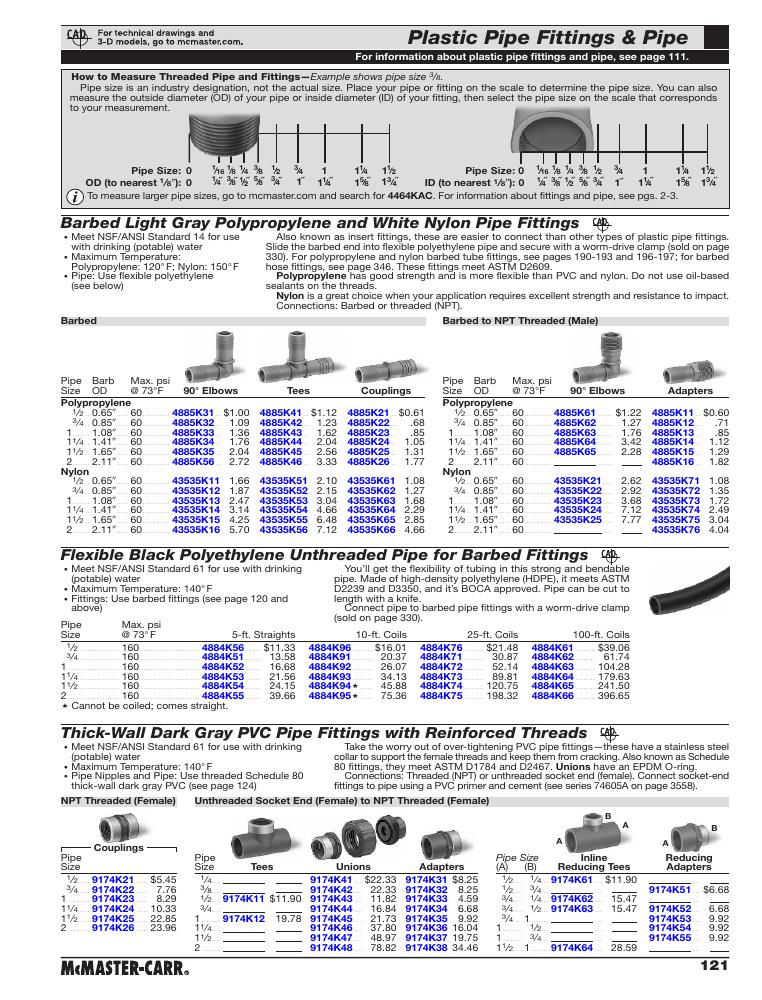 CAD For technical drawings and
3-D models, go to mcmaster.com.
Plastic Pipe Fittings & Pipe
For information about plastic pipe fittings and pipe, see page 111.
How to Measure Threaded Pipe and Fittings—Example shows pipe size 3/8.
Pipe size is an industry designation, not the actual size. Place your pipe or fitting on the scale to determine the pipe size. You can also
measure the outside diameter (OD) of your pipe or inside diameter (ID) of your fitting, then select the pipe size on the scale that corresponds
to your measurement.
Pipe Size: 0 1/16 1/8 1/4 3/8 1/2 3/4 1 1 1/4 1 1/2
OD (to nearest 1/8″): 0 1/4″ 3/8″ 1/2″ 5/8″ 3/4″ 1″ 1 1/4″ 1 5/8″ 1 3/4″
Pipe Size: 0 1/16 1/8 1/4 3/8 1/2 3/4 1 1 1/4 1 1/2
ID (to nearest 1/8″): 0 1/4″ 3/8″ 1/2″ 5/8″ 3/4″ 1″ 1 1/4″ 1 5/8″ 1 3/4″
i To measure larger pipe sizes, go to mcmaster.com and search for 4464KAC. For information about fittings and pipe, see pgs. 2-3.
Barbed Light Gray Polypropylene and White Nylon Pipe Fittings CAD
• Meet NSF/ANSI Standard 14 for use
with drinking (potable) water
• Maximum Temperature:
Polypropylene: 120°F; Nylon: 150°F
• Pipe: Use flexible polyethylene
(see below)
Also known as insert fittings, these are easier to connect than other types of plastic pipe fittings.
Slide the barbed end into flexible polyethylene pipe and secure with a worm-drive clamp (sold on page
330). For polypropylene and nylon barbed tube fittings, see pages 190-193 and 196-197; for barbed
hose fittings, see page 346. These fittings meet ASTM D2609.
Polypropylene has good strength and is more flexible than PVC and nylon. Do not use oil-based
sealants on the threads.
Nylon is a great choice when your application requires excellent strength and resistance to impact.
Connections: Barbed or threaded (NPT).
Barbed
Pipe Barb Max. psi
Size OD @ 73°F 90° Elbows Tees Couplings
Polypropylene
1/2 0.65″ 60 4885K31 $1.00 4885K41 $1.12 4885K21 $0.61
3/4 0.85″ 60 4885K32 1.09 4885K42 1.23 4885K22 .68
1 1.08″ 60 4885K33 1.36 4885K43 1.62 4885K23 .85
1 1/4 1.41″ 60 4885K34 1.76 4885K44 2.04 4885K24 1.05
1 1/2 1.65″ 60 4885K35 2.04 4885K45 2.56 4885K25 1.31
2 2.11″ 60 4885K56 2.72 4885K46 3.33 4885K26 1.77
Nylon
1/2 0.65″ 60 43535K11 1.66 43535K51 2.10 43535K61 1.08
3/4 0.85″ 60 43535K12 1.87 43535K52 2.15 43535K62 1.27
1 1.08″ 60 43535K13 2.47 43535K53 3.04 43535K63 1.68
1 1/4 1.41″ 60 43535K14 3.14 43535K54 4.66 43535K64 2.29
1 1/2 1.65″ 60 43535K15 4.25 43535K55 6.48 43535K65 2.85
2 2.11″ 60 43535K16 5.70 43535K56 7.12 43535K66 4.66
Barbed to NPT Threaded (Male)
Pipe Barb Max. psi
Size OD @ 73°F 90° Elbows Adapters
Polypropylene
1/2 0.65″ 60 4885K61 $1.22 4885K11 $0.60
3/4 0.85″ 60 4885K62 1.27 4885K12 .71
1 1.08″ 60 4885K63 1.76 4885K13 .85
1 1/4 1.41″ 60 4885K64 3.42 4885K14 1.12
1 1/2 1.65″ 60 4885K65 2.28 4885K15 1.29
2 2.11″ 60 4885K16 1.82
Nylon
1/2 0.65″ 60 43535K21 2.62 43535K71 1.08
3/4 0.85″ 60 43535K22 2.92 43535K72 1.35
1 1.08″ 60 43535K23 3.68 43535K73 1.72
1 1/4 1.41″ 60 43535K24 7.12 43535K74 2.49
1 1/2 1.65″ 60 43535K25 7.77 43535K75 3.04
2 2.11″ 60 43535K76 4.04
Flexible Black Polyethylene Unthreaded Pipe for Barbed Fittings CAD
• Meet NSF/ANSI Standard 61 for use with drinking
(potable) water
• Maximum Temperature: 140°F
• Fittings: Use barbed fittings (see page 120 and
above)
You'll get the flexibility of tubing in this strong and bendable
pipe. Made of high-density polyethylene (HDPE), it meets ASTM
D2239 and D3350, and it's BOCA approved. Pipe can be cut to
length with a knife.
Connect pipe to barbed pipe fittings with a worm-drive clamp
(sold on page 330).
Pipe Max. psi
Size @ 73°F 5-ft. Straights 10-ft. Coils 25-ft. Coils 100-ft. Coils
1/2 160 4884K56 $11.33 4884K96 $16.01 4884K76 $21.48 4884K61 $39.06
3/4 160 4884K51 13.58 4884K91 20.37 4884K71 30.87 4884K62 61.74
1 160 4884K52 16.68 4884K92 26.07 4884K72 52.14 4884K63 104.28
1 1/4 160 4884K53 21.56 4884K93 34.13 4884K73 89.81 4884K64 179.63
1 1/2 160 4884K54 24.15 4884K94★ 45.88 4884K74 120.75 4884K65 241.50
2 160 4884K55 39.66 4884K95★ 75.36 4884K75 198.32 4884K66 396.65
★ Cannot be coiled; comes straight.
Thick-Wall Dark Gray PVC Pipe Fittings with Reinforced Threads CAD
• Meet NSF/ANSI Standard 61 for use with drinking
(potable) water
• Maximum Temperature: 140°F
• Pipe Nipples and Pipe: Use threaded Schedule 80
thick-wall dark gray PVC (see page 124)
Take the worry out of over-tightening PVC pipe fittings—these have a stainless steel
collar to support the female threads and keep them from cracking. Also known as Schedule
80 fittings, they meet ASTM D1784 and D2467. Unions have an EPDM O-ring.
Connections: Threaded (NPT) or unthreaded socket end (female). Connect socket-end
fittings to pipe using a PVC primer and cement (see series 74605A on page 3558).
NPT Threaded (Female)
Couplings
Pipe
Size
1/2 9174K21 $5.45
3/4 9174K22 7.76
1 9174K23 8.29
1 1/4 9174K24 10.33
1 1/2 9174K25 22.85
2 9174K26 23.96
Unthreaded Socket End (Female) to NPT Threaded (Female)
Pipe
Size Tees Unions Adapters
1/4 9174K41 $22.33 9174K31 $8.25
3/8 9174K42 22.33 9174K32 8.25
1/2 9174K11 $11.90 9174K43 11.82 9174K33 4.59
3/4 9174K44 16.84 9174K34 6.68
1 9174K12 19.78 9174K45 21.73 9174K35 9.92
1 1/4 9174K46 37.80 9174K36 16.04
1 1/2 9174K47 48.97 9174K37 19.75
2 9174K48 78.82 9174K38 34.46
B
A
A
A
B
Pipe Size Inline Reducing
(A) (B) Reducing Tees Adapters
1/2 1/4 9174K61 $11.90
1/2 3/4 9174K51 $6.68
3/4 1/4 9174K62 15.47
3/4 1/2 9174K63 15.47 9174K52 6.68
3/4 1 9174K53 9.92
1 1/2 9174K54 9.92
1 3/4 9174K55 9.92
1 1/2 1 9174K64 28.59
McMASTER-CARR®
121